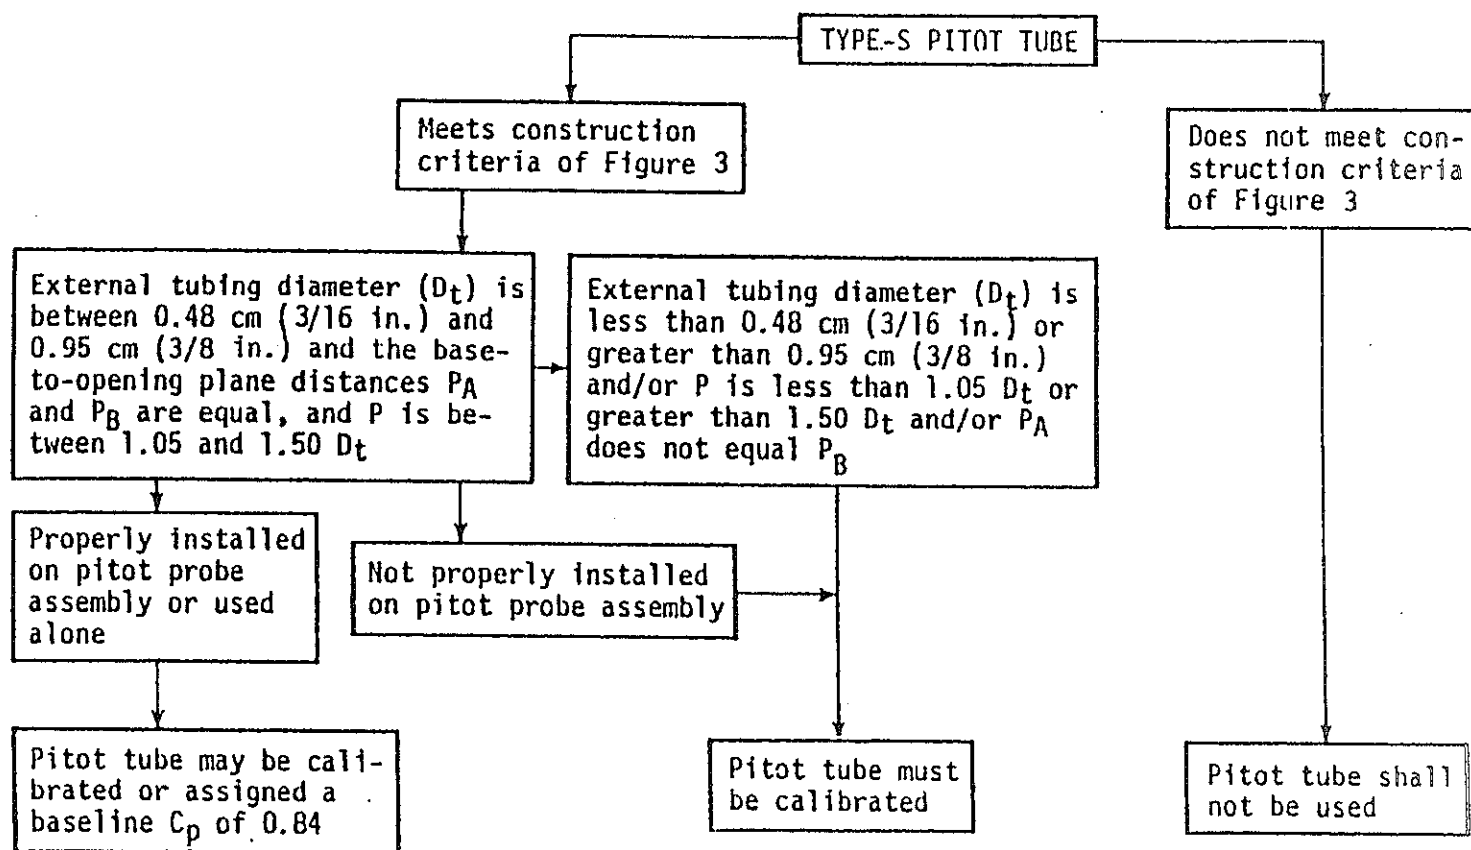 TYPE-S PITOT TUBE
Meets construction
criteria of Figure 3
Does not meet con-
struction criteria
of Figure 3
External tubing diameter (Dt) is
between 0.48 cm (3/16 in.) and
0.95 cm (3/8 in.) and the base-
to-opening plane distances PA
and PB are equal, and P is be-
tween 1.05 and 1.50 Dt
External tubing diameter (Dt) is
less than 0.48 cm (3/16 in.) or
greater than 0.95 cm (3/8 in.)
and/or P is less than 1.05 Dt or
greater than 1.50 Dt and/or PA
does not equal PB
Properly installed
on pitot probe
assembly or used
alone
Not properly installed
on pitot probe assembly
Pitot tube may be cali-
brated or assigned a
baseline Cp of 0.84
Pitot tube must
be calibrated
Pitot tube shall
not be used